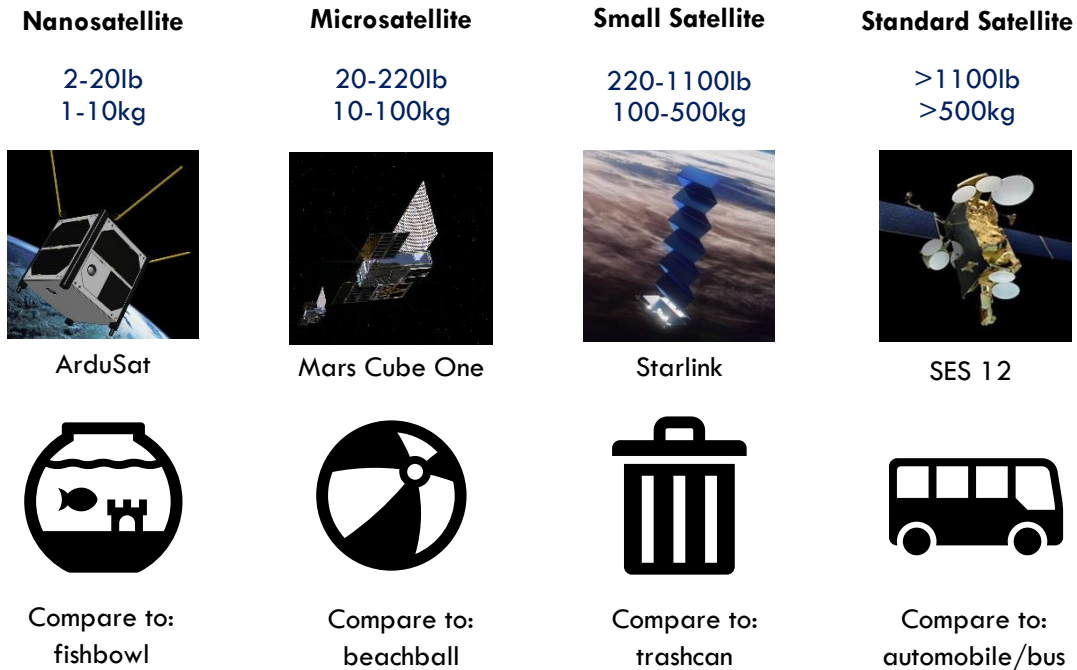 Nanosatellite
2-20lb
1-10kg
ArduSat
Compare to:
fishbowl
Microsatellite
20-220lb
10-100kg
Mars Cube One
Compare to:
beachball
Small Satellite
220-1100lb
100-500kg
Starlink
Compare to:
trashcan
Standard Satellite
>1100lb
>500kg
SES 12
Compare to:
automobile/bus